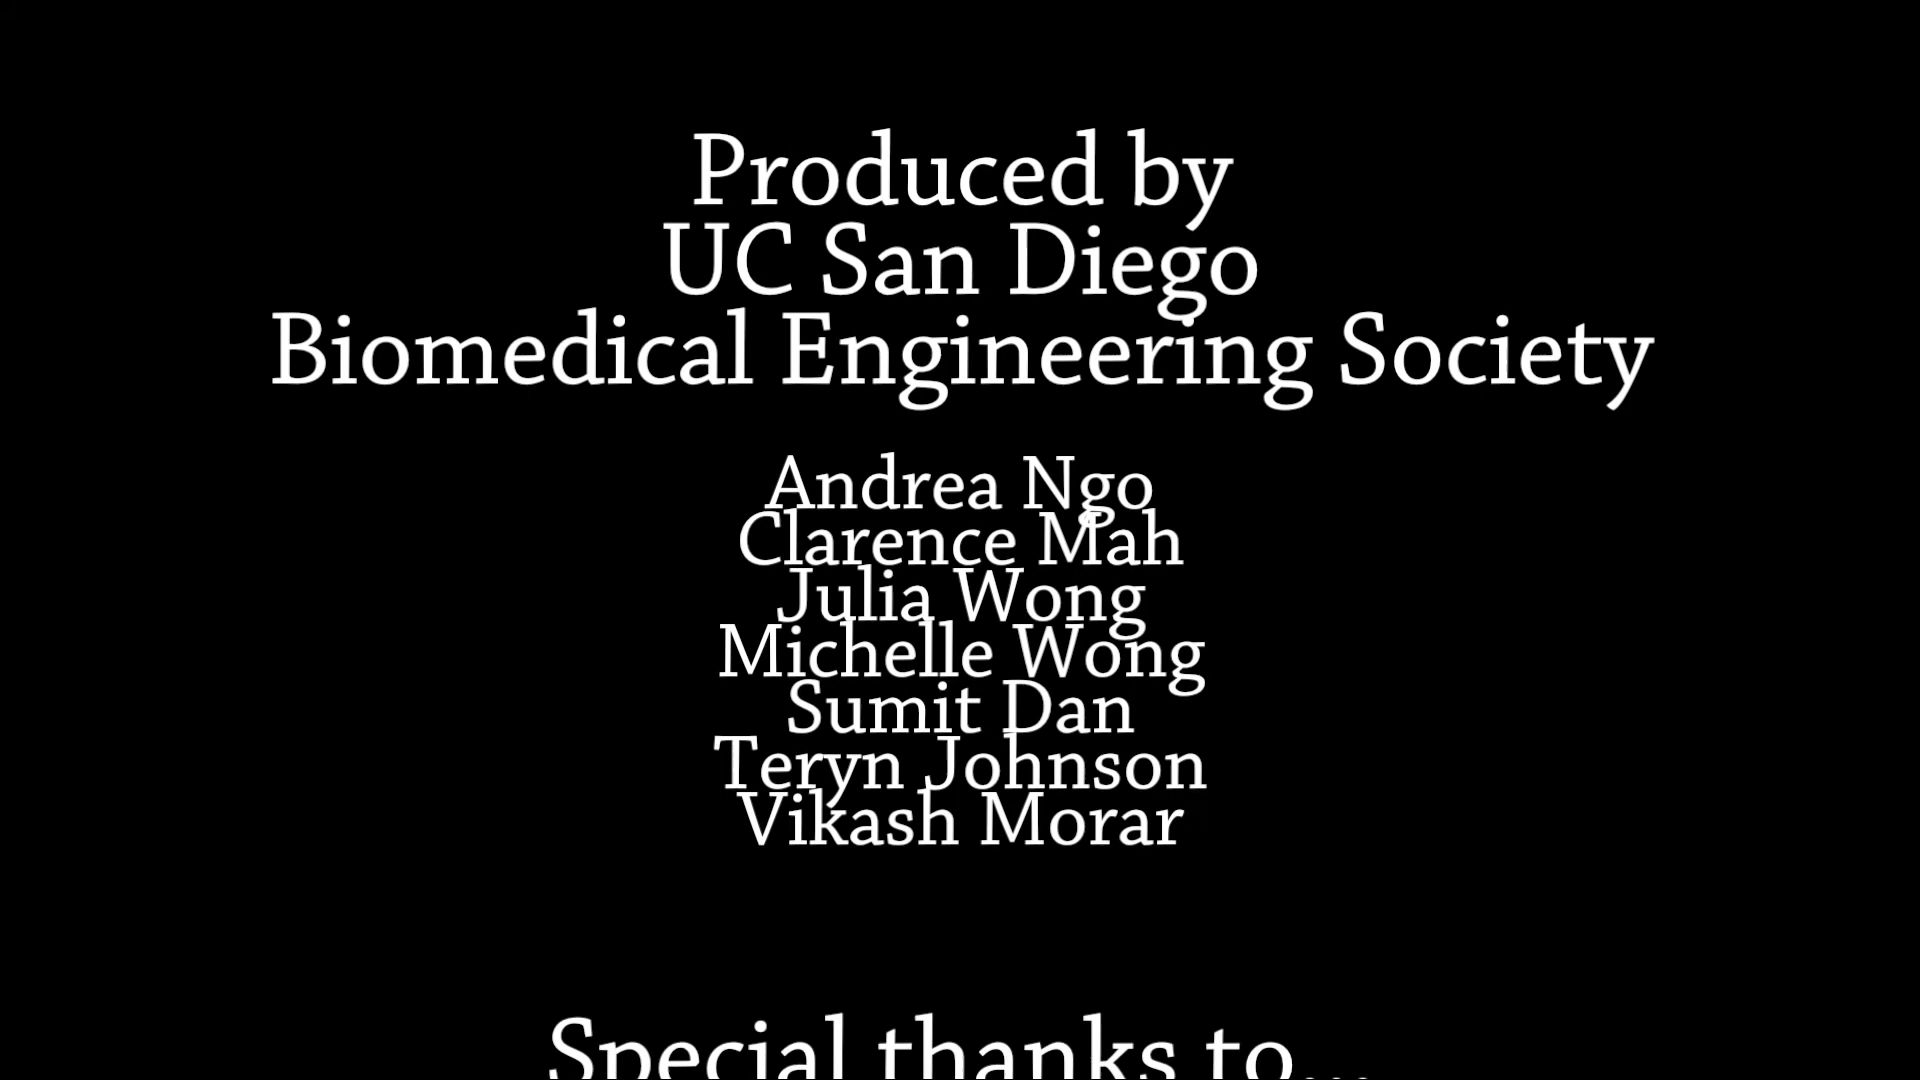 Produced by
UC San Diego
Biomedical Engineering Society
Andrea Ngo
Clarence Mah
Julia Wong
Michelle Wong
Sumit Dan
Teryn Johnson
Vikash Morar
Special thanks to...